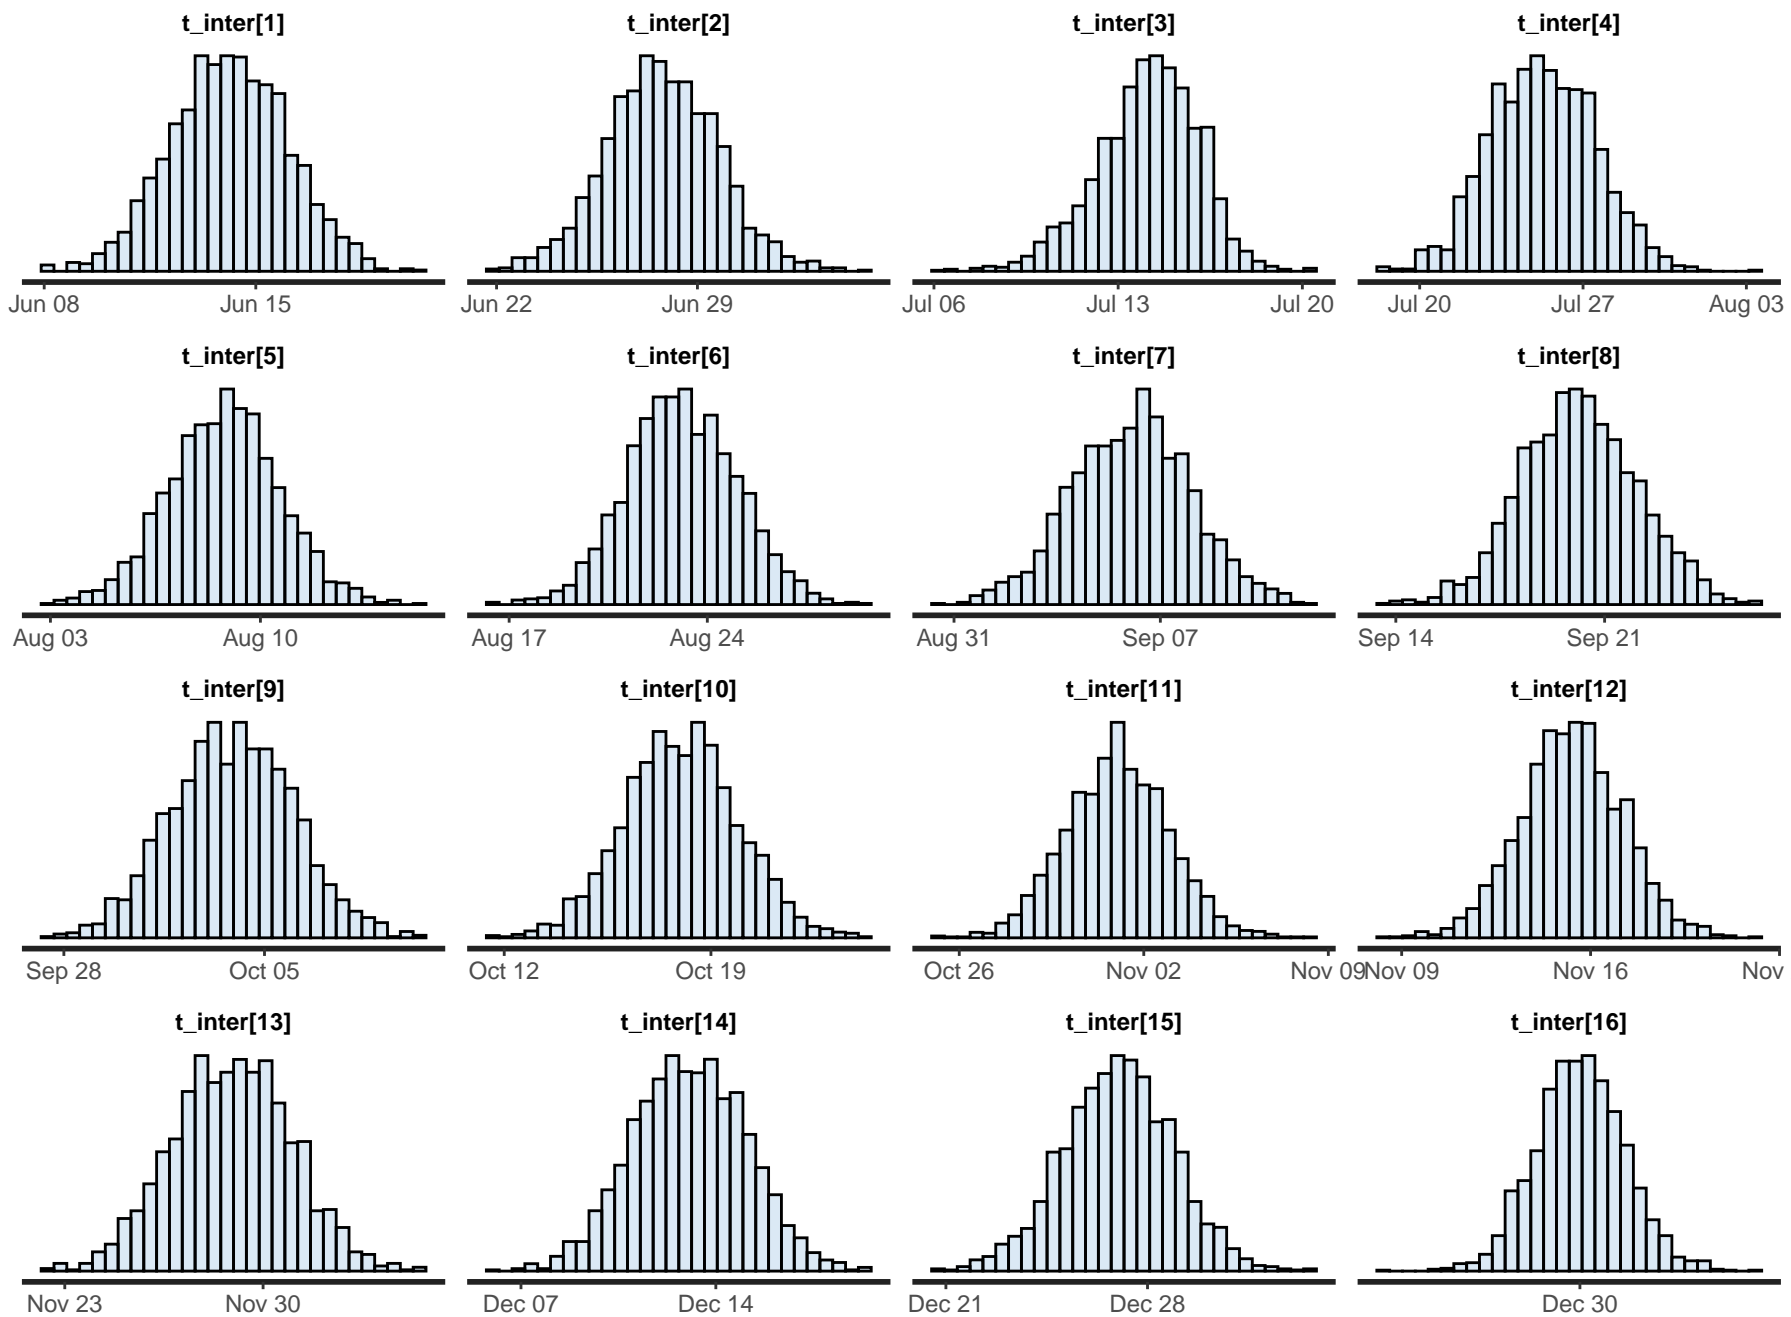 t_inter[1] t_inter[2] t_inter[3] t_inter[4]
Jun 08 Jun 15 Jun 22 Jun 29 Jul 06 Jul 13 Jul 20 Jul 20 Jul 27 Aug 03
t_inter[5] t_inter[6] t_inter[7] t_inter[8]
Aug 03 Aug 10 Aug 17 Aug 24 Aug 31 Sep 07 Sep 14 Sep 21
t_inter[9] t_inter[10] t_inter[11] t_inter[12]
Sep 28 Oct 05 Oct 12 Oct 19 Oct 26 Nov 02 Nov 09 Nov 09 Nov 16 Nov
t_inter[13] t_inter[14] t_inter[15] t_inter[16]
Nov 23 Nov 30 Dec 07 Dec 14 Dec 21 Dec 28 Dec 30